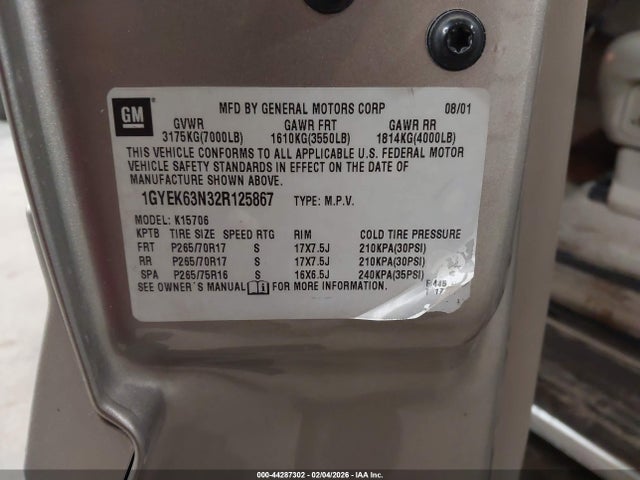 GM
MFD BY GENERAL MOTORS CORP 08/01
GVWR GAWR FRT GAWR RR
3175KG(7000LB) 1610KG(3550LB) 1814KG(4000LB)
THIS VEHICLE CONFORMS TO ALL APPLICABLE U.S. FEDERAL MOTOR
VEHICLE SAFETY STANDARDS IN EFFECT ON THE DATE OF
MANUFACTURE SHOWN ABOVE.
1GYEK63N32R125867 TYPE: M.P.V.
MODEL: K15706
KPTB TIRE SIZE SPEED RTG RIM COLD TIRE PRESSURE
FRT P265/70R17 S 17X7.5J 210KPA(30PSI)
RR P265/70R17 S 17X7.5J 210KPA(30PSI)
SPA P265/75R16 S 16X6.5J 240KPA(35PSI)
SEE OWNER'S MANUAL FOR MORE INFORMATION.
000-44287302 - 02/04/2026 - IAA Inc.